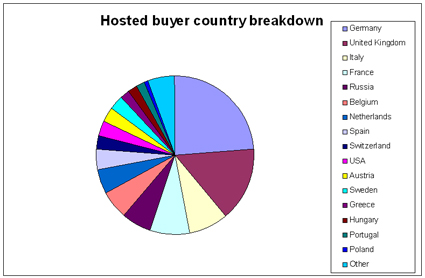 Hosted buyer country breakdown
Germany
United Kingdom
Italy
France
Russia
Belgium
Netherlands
Spain
Switzerland
USA
Austria
Sweden
Greece
Hungary
Portugal
Poland
Other